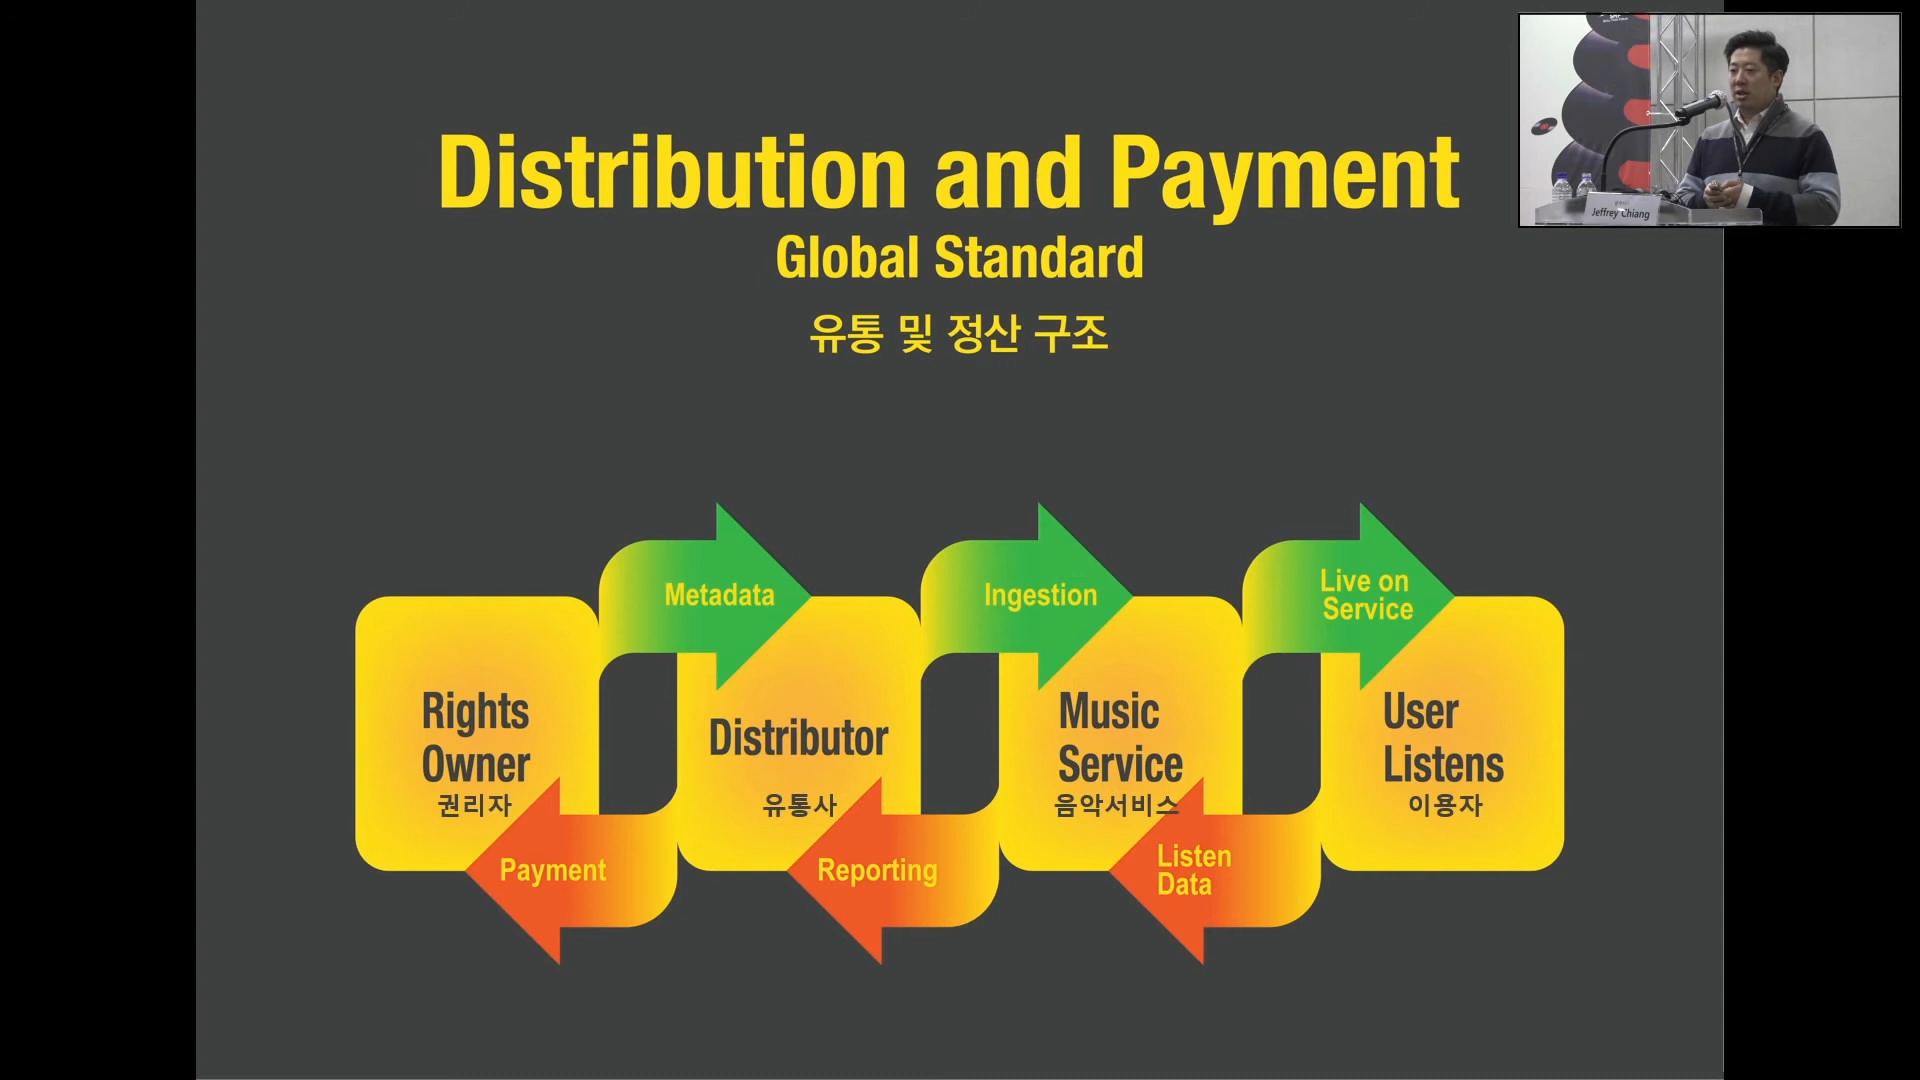 Distribution and Payment
Global Standard
유통 및 정산 구조
Jeffrey Chiang
Metadata
Ingestion
Live on
Service
Rights
Owner
권리자
Distributor
유통사
Music
Service
음악서비스
User
Listens
이용자
Payment
Reporting
Listen
Data